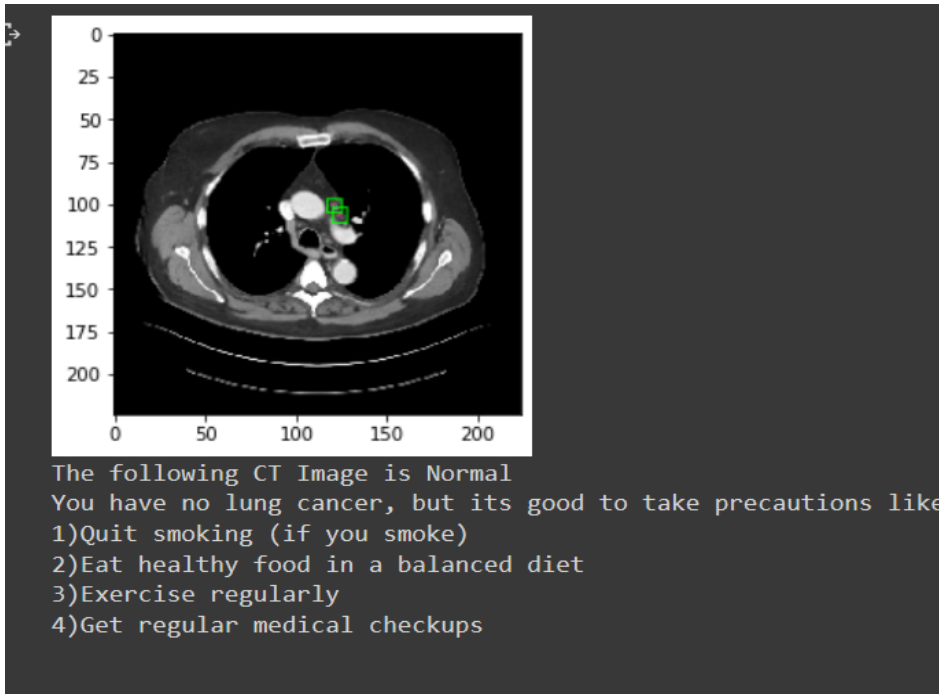 0
25
50
75
100
125
150
175
200
0 50 100 150 200
The following CT Image is Normal
You have no lung cancer, but its good to take precautions like
1)Quit smoking (if you smoke)
2)Eat healthy food in a balanced diet
3)Exercise regularly
4)Get regular medical checkups